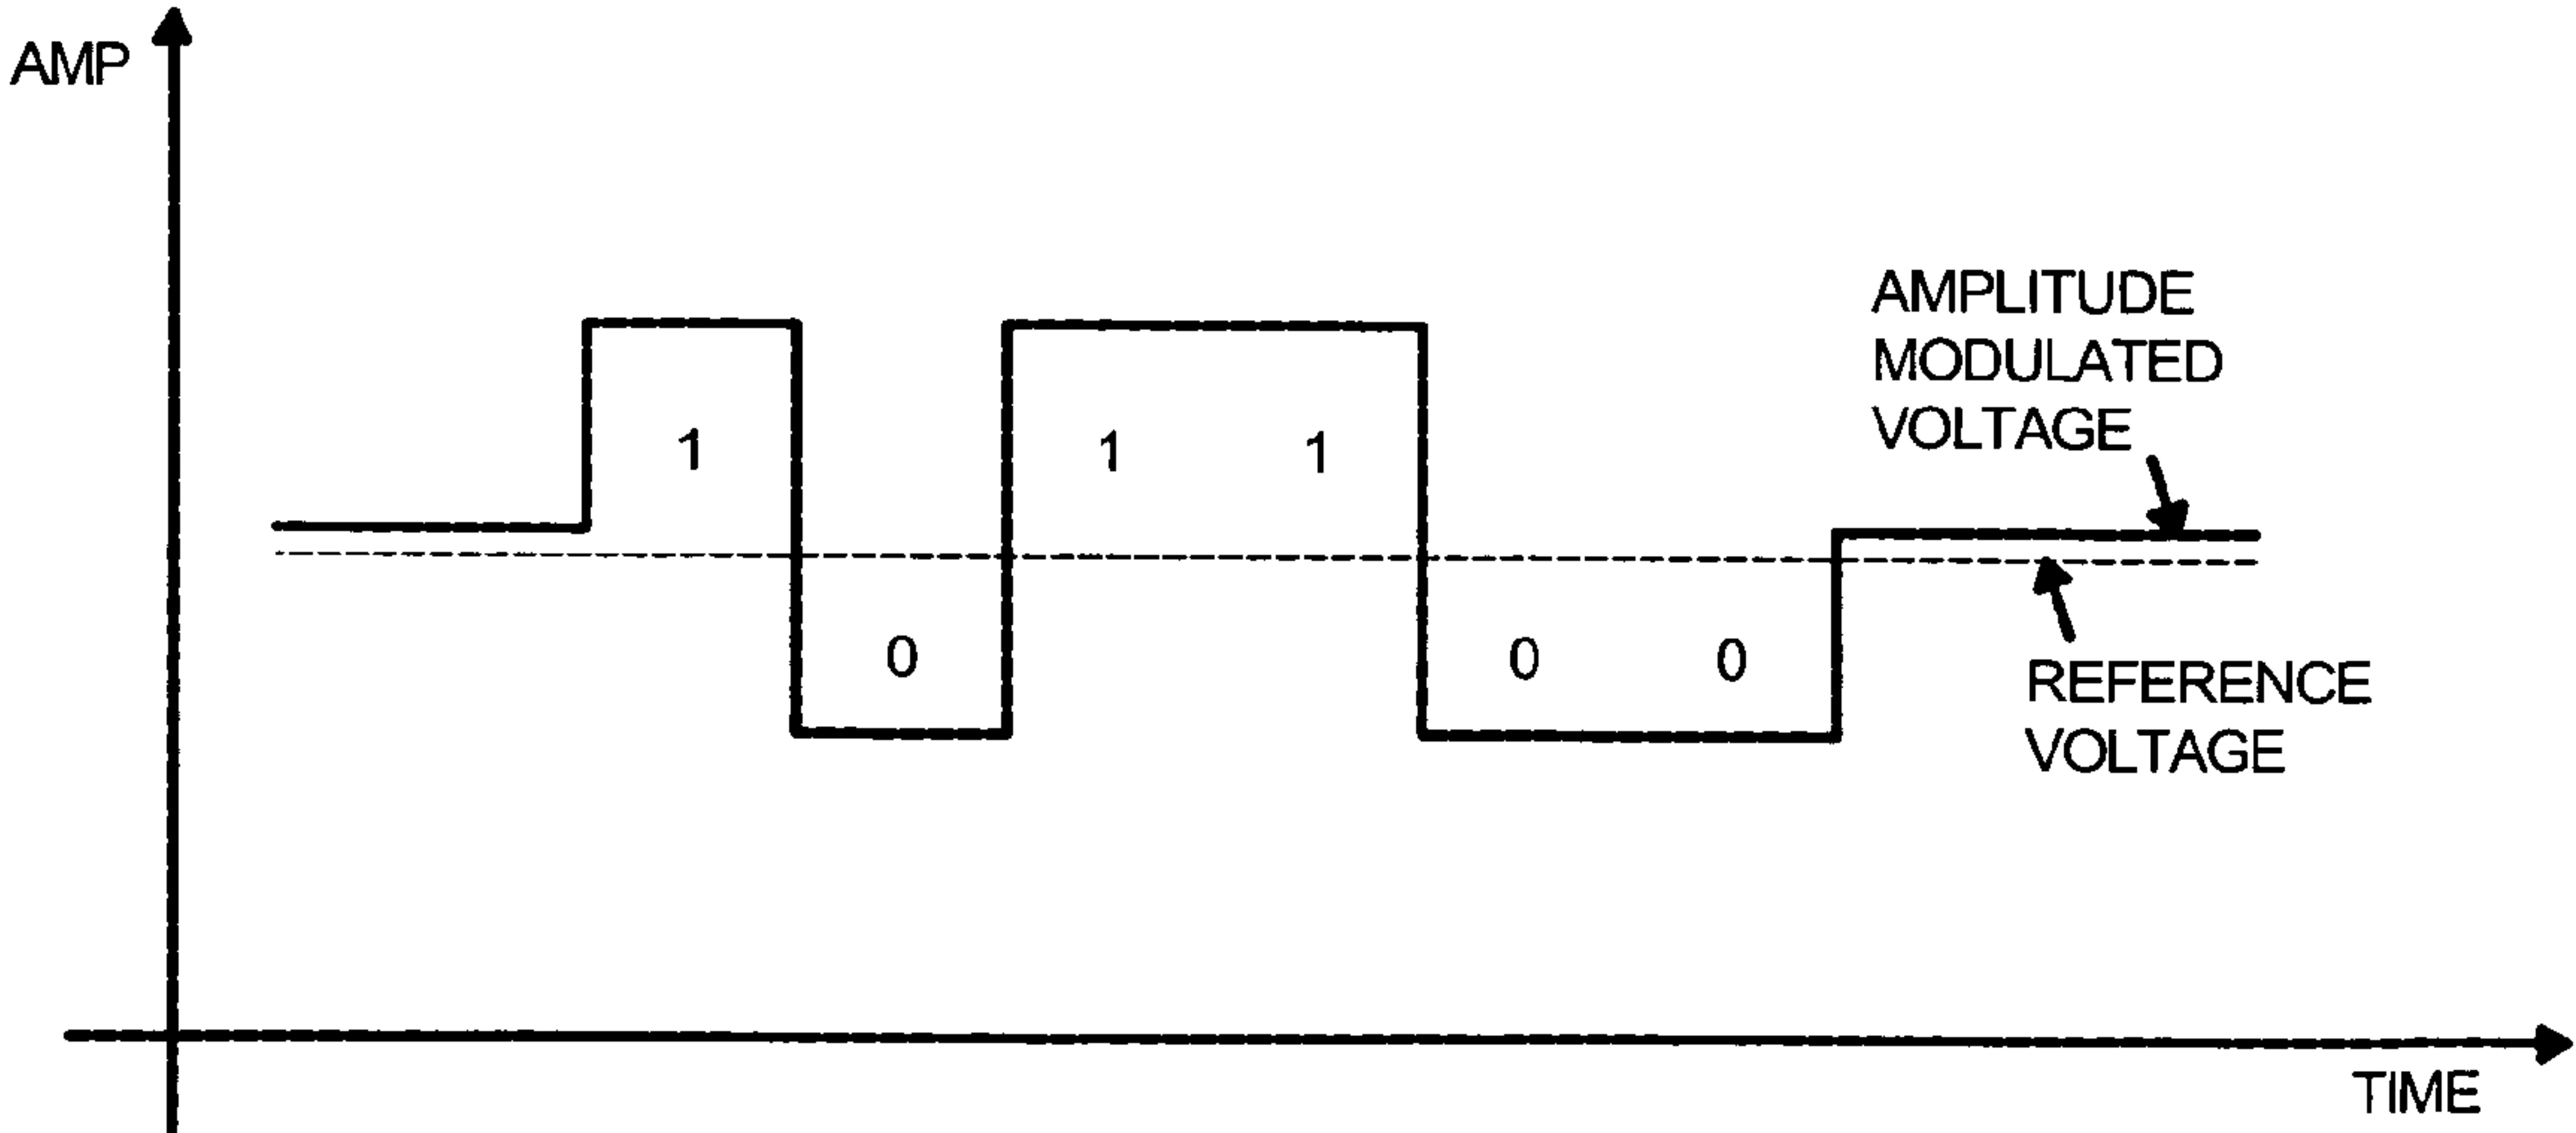 AMP
AMPLITUDE
MODULATED
VOLTAGE
1
1
1
0
0
0
REFERENCE
VOLTAGE
TIME